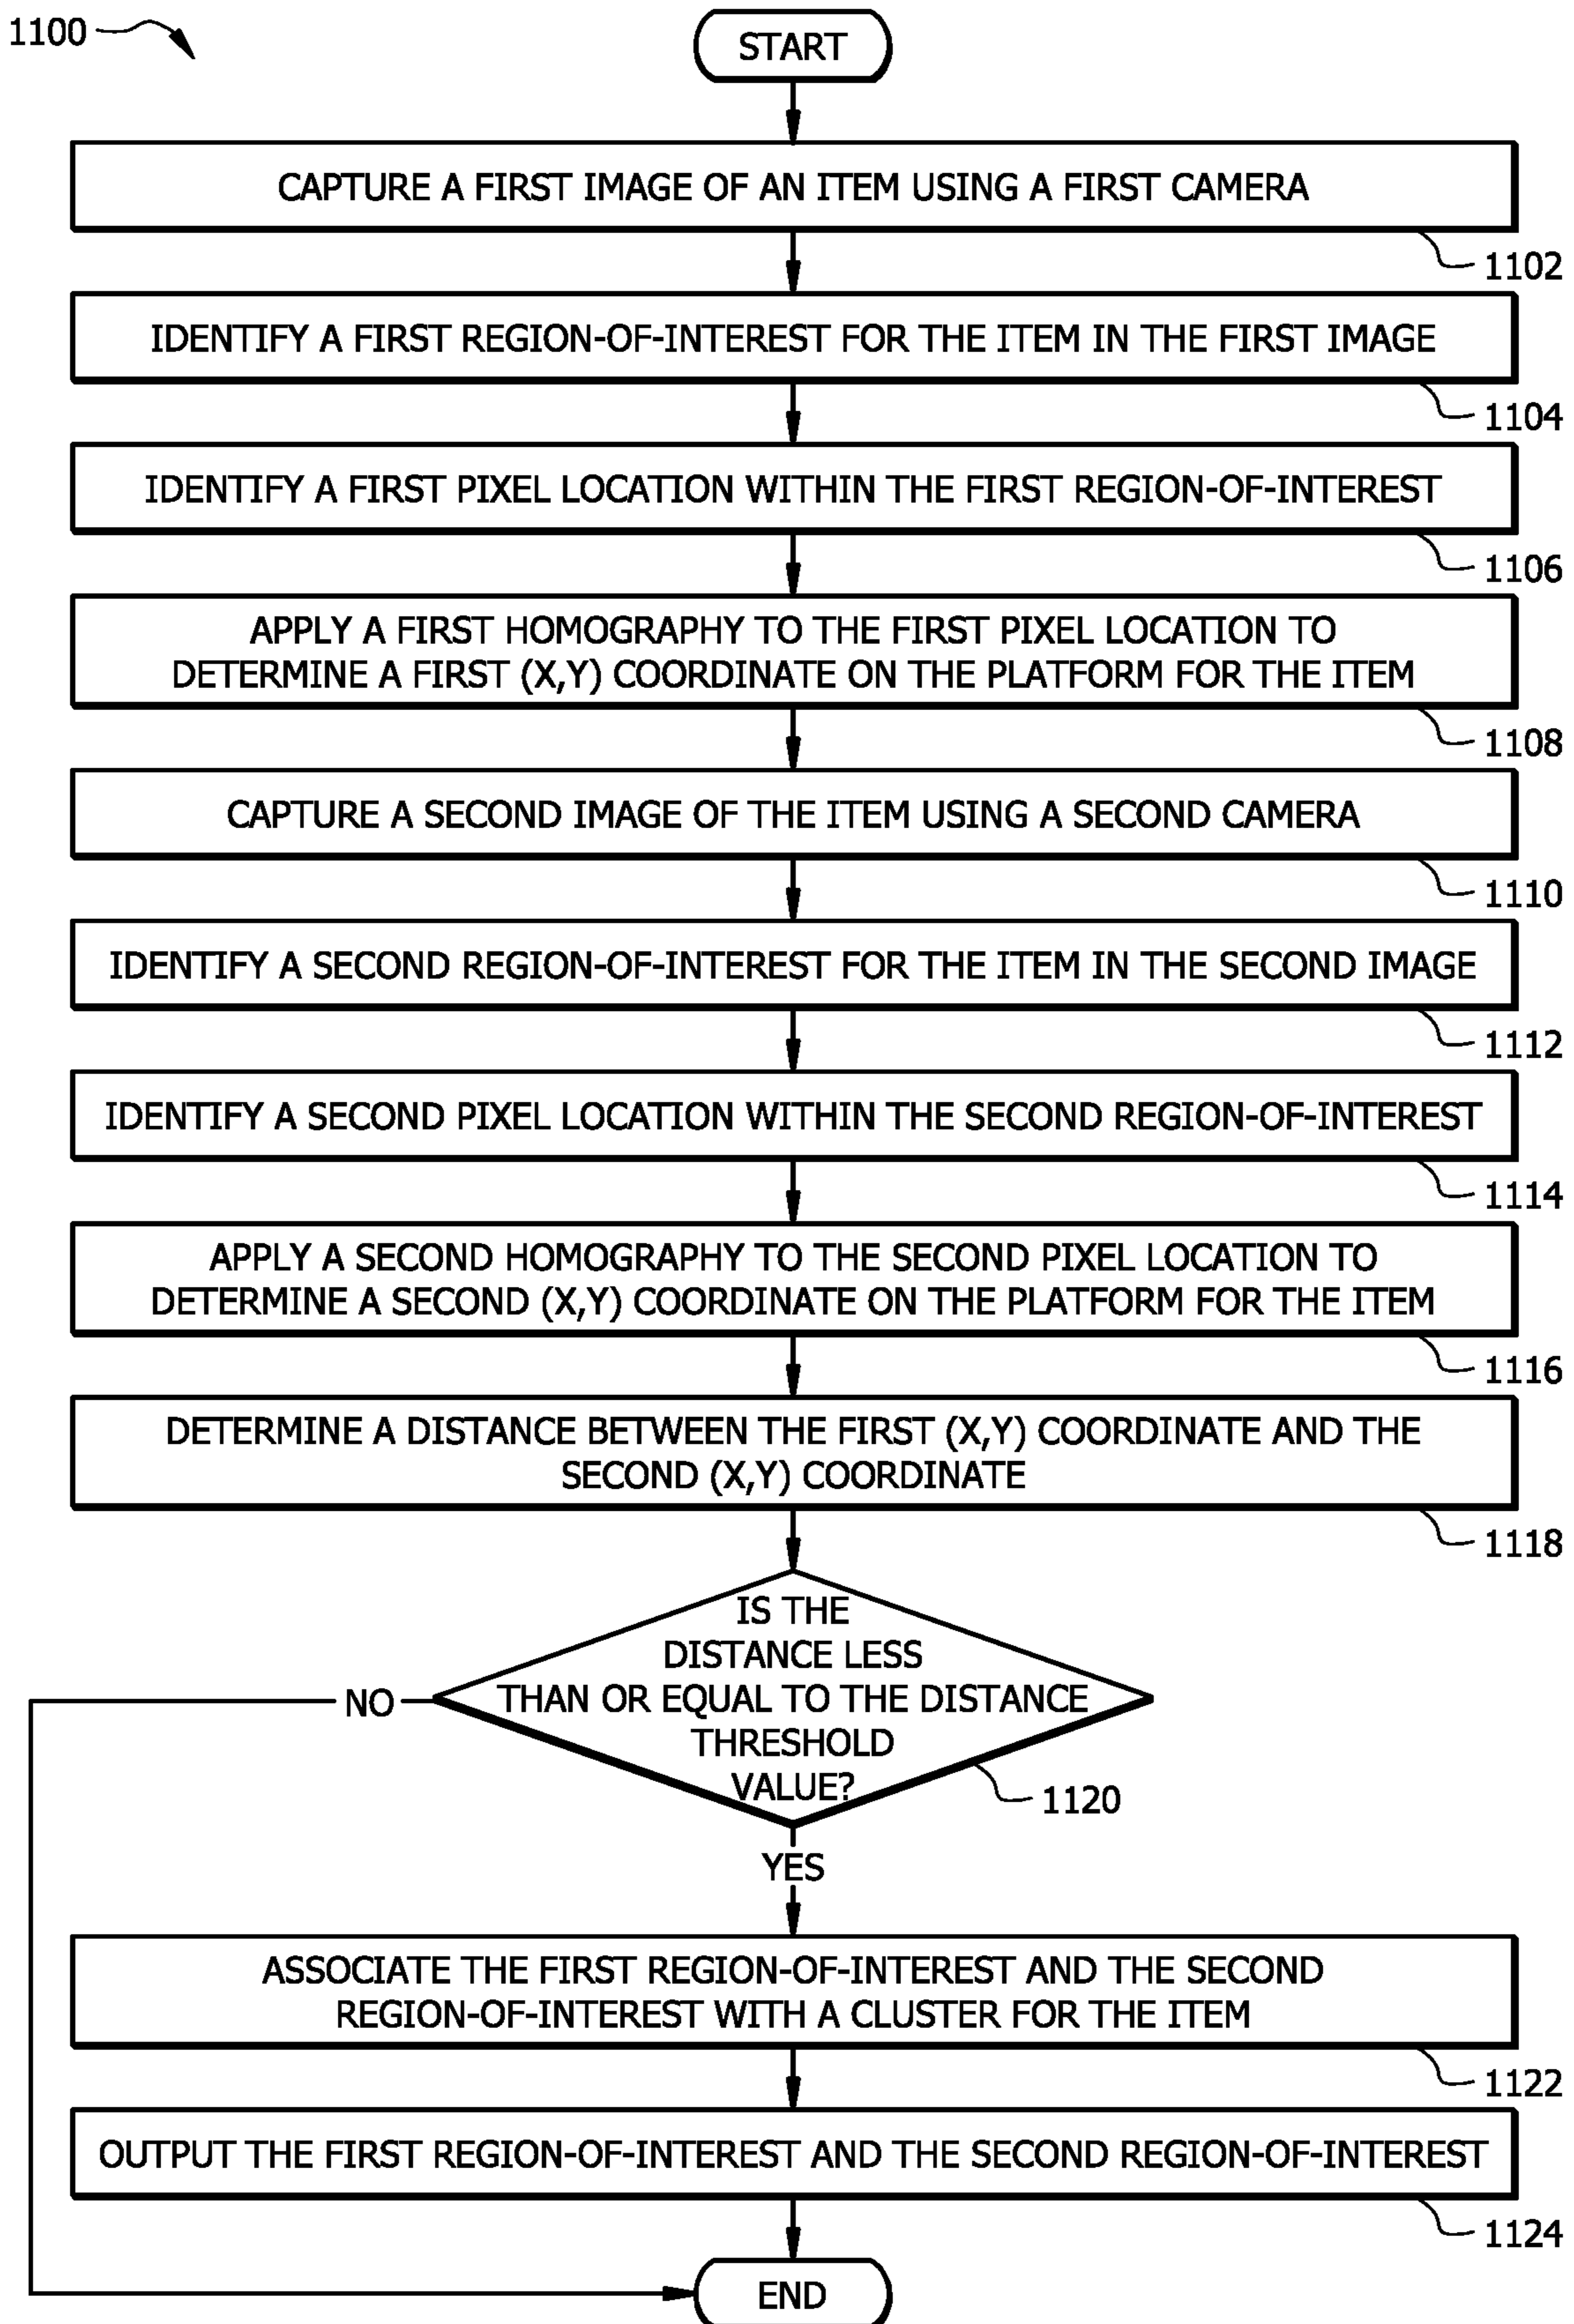 1100
START
CAPTURE A FIRST IMAGE OF AN ITEM USING A FIRST CAMERA
1102
IDENTIFY A FIRST REGION-OF-INTEREST FOR THE ITEM IN THE FIRST IMAGE
1104
IDENTIFY A FIRST PIXEL LOCATION WITHIN THE FIRST REGION-OF-INTEREST
1106
APPLY A FIRST HOMOGRAPHY TO THE FIRST PIXEL LOCATION TO
DETERMINE A FIRST (X,Y) COORDINATE ON THE PLATFORM FOR THE ITEM
1108
CAPTURE A SECOND IMAGE OF THE ITEM USING A SECOND CAMERA
1110
IDENTIFY A SECOND REGION-OF-INTEREST FOR THE ITEM IN THE SECOND IMAGE
1112
IDENTIFY A SECOND PIXEL LOCATION WITHIN THE SECOND REGION-OF-INTEREST
1114
APPLY A SECOND HOMOGRAPHY TO THE SECOND PIXEL LOCATION TO
DETERMINE A SECOND (X,Y) COORDINATE ON THE PLATFORM FOR THE ITEM
1116
DETERMINE A DISTANCE BETWEEN THE FIRST (X,Y) COORDINATE AND THE
SECOND (X,Y) COORDINATE
1118
IS THE
DISTANCE LESS
THAN OR EQUAL TO THE DISTANCE
THRESHOLD
VALUE?
NO
1120
YES
ASSOCIATE THE FIRST REGION-OF-INTEREST AND THE SECOND
REGION-OF-INTEREST WITH A CLUSTER FOR THE ITEM
1122
OUTPUT THE FIRST REGION-OF-INTEREST AND THE SECOND REGION-OF-INTEREST
1124
END